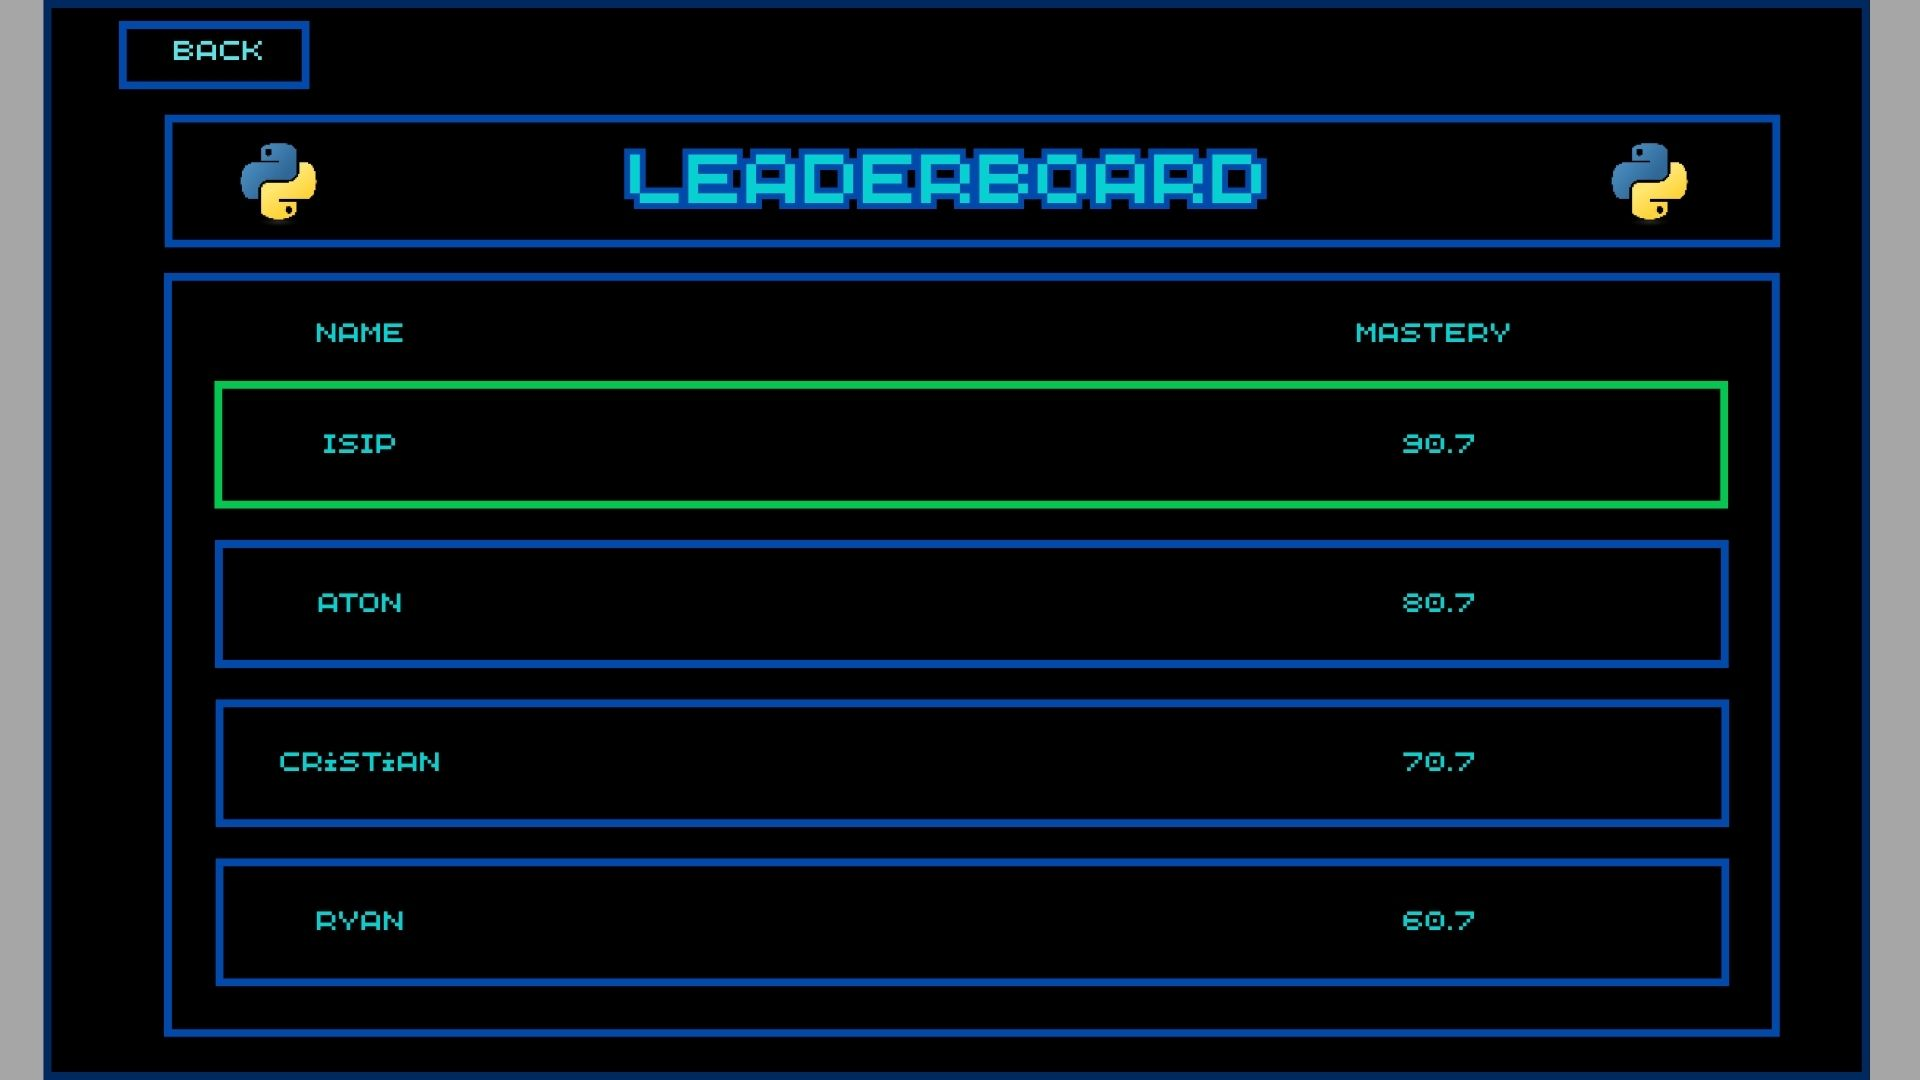 BACK
LEADERBOARD
NAME MASTERY
ISIP 90.7
ATON 80.7
CRiSTiAN 70.7
RYAN 60.7